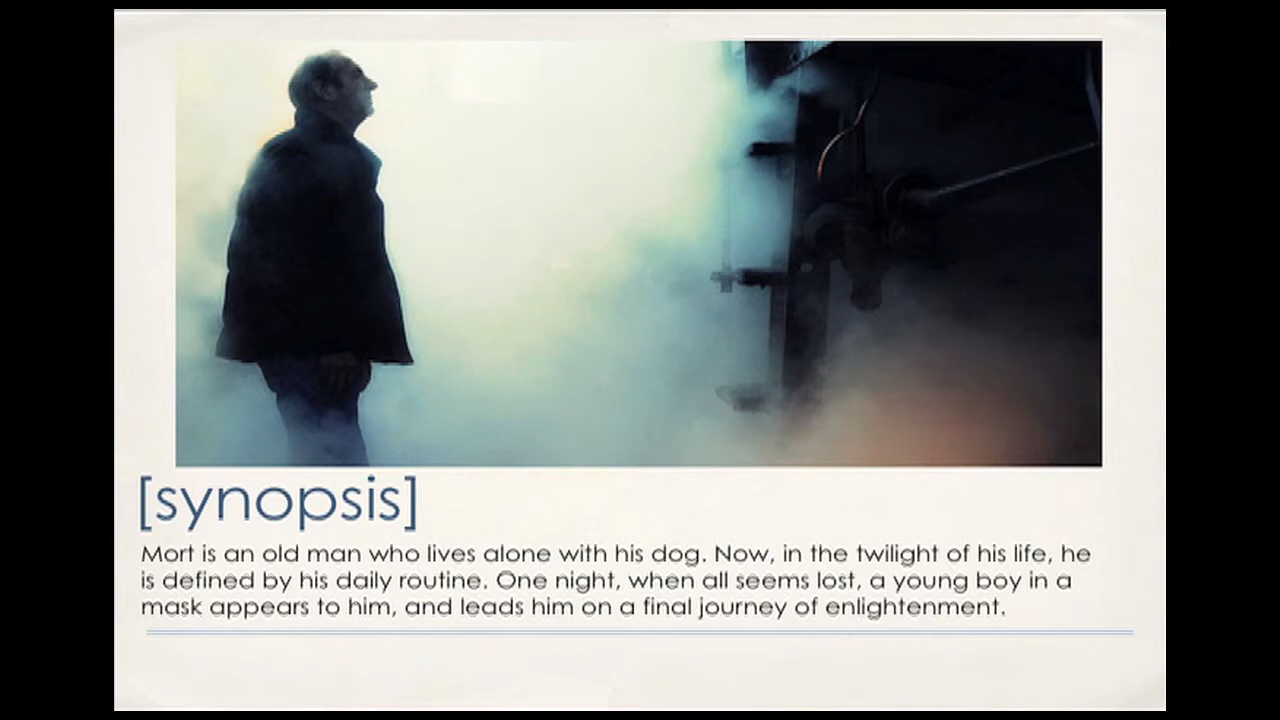 [synopsis]
Mort is an old man who lives alone with his dog. Now, in the twilight of his life, he
is defined by his daily routine. One night, when all seems lost, a young boy in a
mask appears to him, and leads him on a final journey of enlightenment.